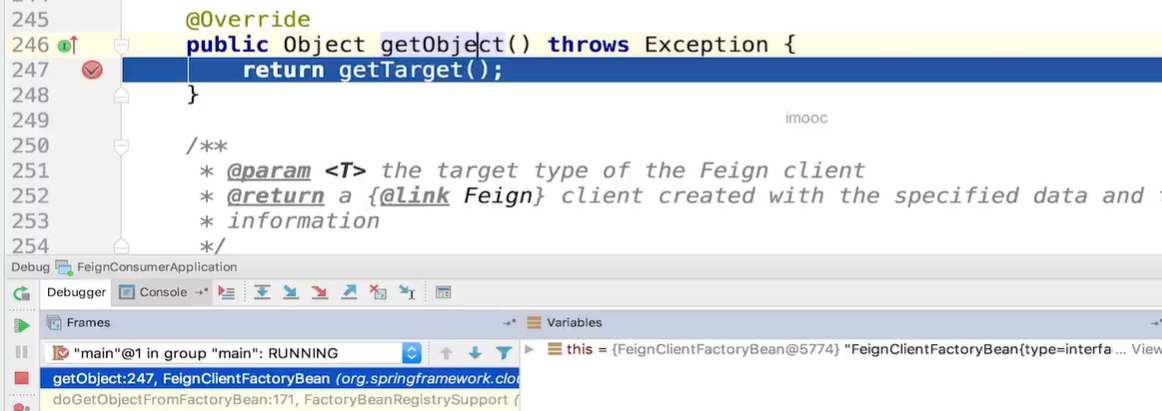 245 @Override
246 public Object getObject() throws Exception {
247 return getTarget();
248 }
249
imooc
250 /**
251 * @param <T> the target type of the Feign client
252 * @return a {@link Feign} client created with the specified data and
253 * information
254 */
Debug FeignConsumerApplication
Debugger Console
Frames
Variables
"main"@1 in group "main": RUNNING
this = {FeignClientFactoryBean@5774} "FeignClientFactoryBean{type=interfa ... View
getObject:247, FeignClientFactoryBean (org.springframework.clou
doGetObjectFromFactoryBean:171, FactoryBeanRegistrySupport (